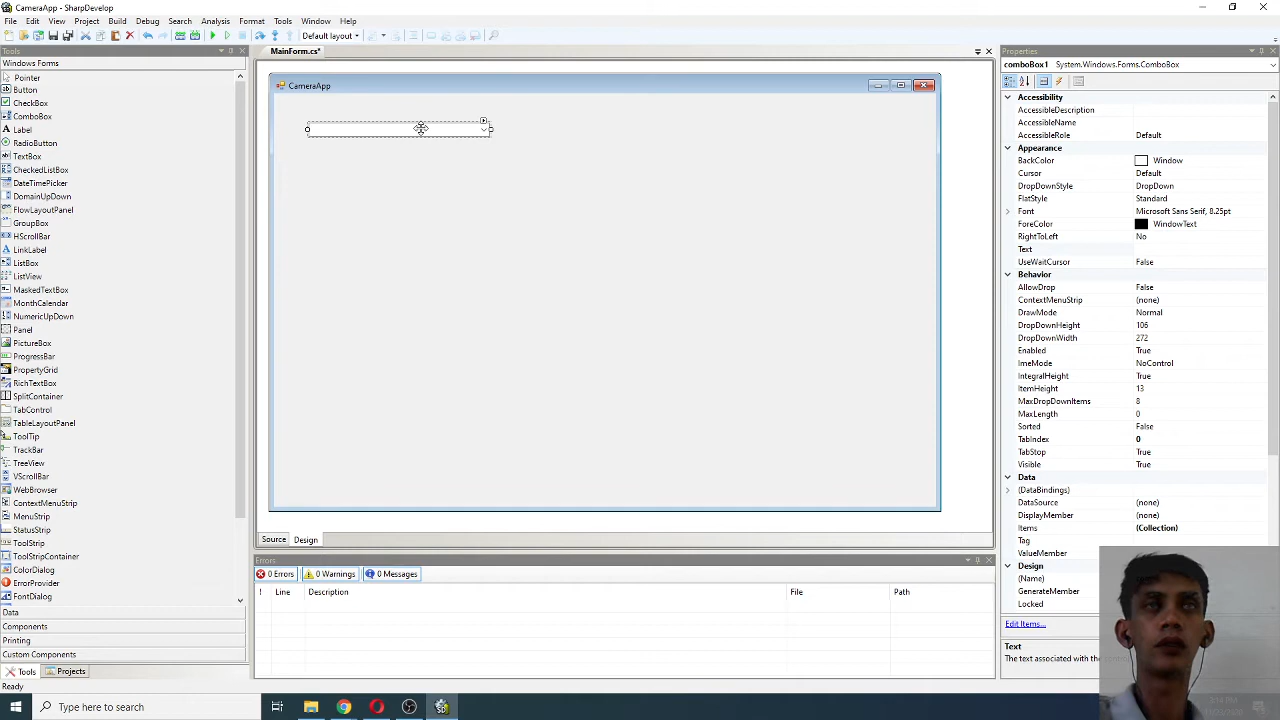 CameraApp - SharpDevelop
File Edit View Project Build Debug Search Analysis Format Tools Window Help
Default layout
Tools
Windows Forms
Pointer
Button
CheckBox
ComboBox
Label
RadioButton
TextBox
CheckedListBox
DateTimePicker
DomainUpDown
FlowLayoutPanel
GroupBox
HScrollBar
LinkLabel
ListBox
ListView
MaskedTextBox
MonthCalendar
NumericUpDown
Panel
PictureBox
ProgressBar
PropertyGrid
RichTextBox
SplitContainer
TabControl
TableLayoutPanel
ToolTip
TrackBar
TreeView
VScrollBar
WebBrowser
ContextMenuStrip
MenuStrip
StatusStrip
ToolStrip
ToolStripContainer
ColorDialog
ErrorProvider
FontDialog
Data
Components
Printing
Custom Components
Tools Projects
Ready
MainForm.cs*
CameraApp
Source Design
Errors
0 Errors 0 Warnings 0 Messages
! Line Description File Path
Properties
comboBox1 System.Windows.Forms.ComboBox
Accessibility
AccessibleDescription
AccessibleName
AccessibleRole Default
Appearance
BackColor Window
Cursor Default
DropDownStyle DropDown
FlatStyle Standard
Font Microsoft Sans Serif, 8.25pt
ForeColor WindowText
RightToLeft No
Text
UseWaitCursor False
Behavior
AllowDrop False
ContextMenuStrip (none)
DrawMode Normal
DropDownHeight 106
DropDownWidth 272
Enabled True
ImeMode NoControl
IntegralHeight True
ItemHeight 13
MaxDropDownItems 8
MaxLength 0
Sorted False
TabIndex 0
TabStop True
Visible True
Data
(DataBindings)
DataSource (none)
DisplayMember (none)
Items (Collection)
Tag
ValueMember
Design
(Name)
GenerateMember
Locked
Edit Items...
Text
The text associated with the
Type here to search